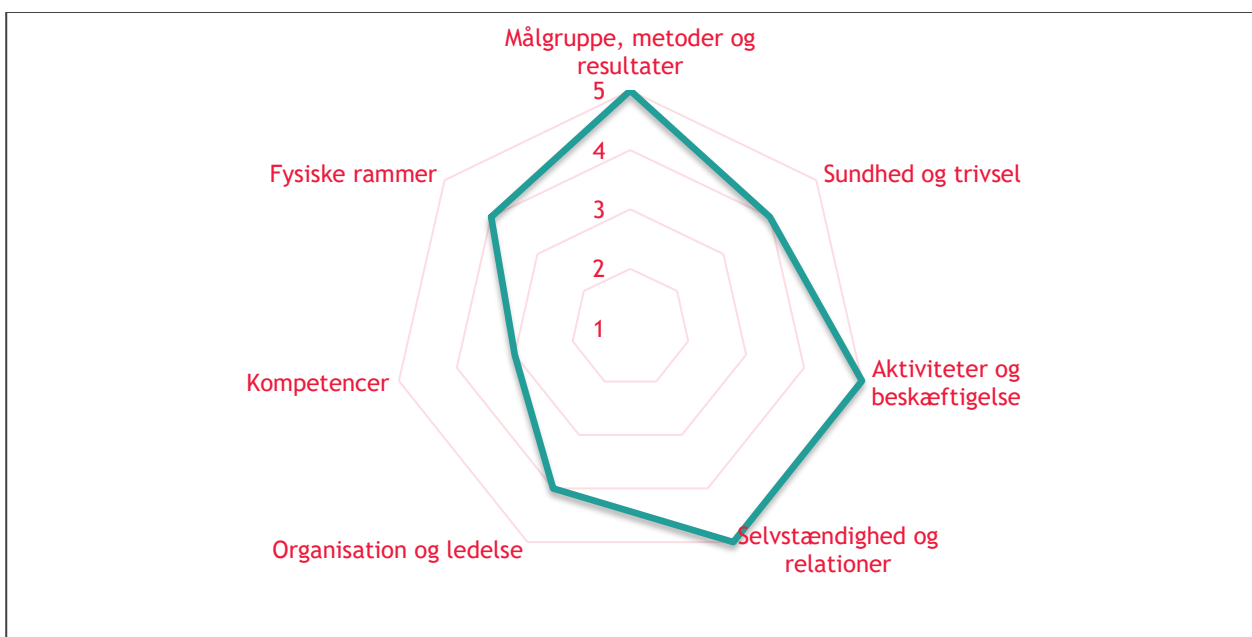 Målgruppe, metoder og
resultater
5
4
3
2
1
Sundhed og trivsel
Aktiviteter og
beskæftigelse
Selvstændighed og
relationer
Organisation og ledelse
Kompetencer
Fysiske rammer